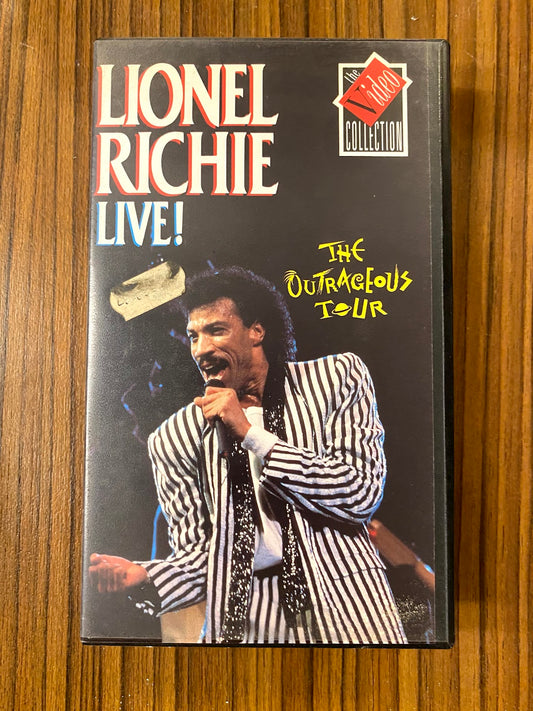 LIONEL
RICHIE
LIVE!
the
Video
COLLECTION
THE
OUTRAGEOUS
TOUR